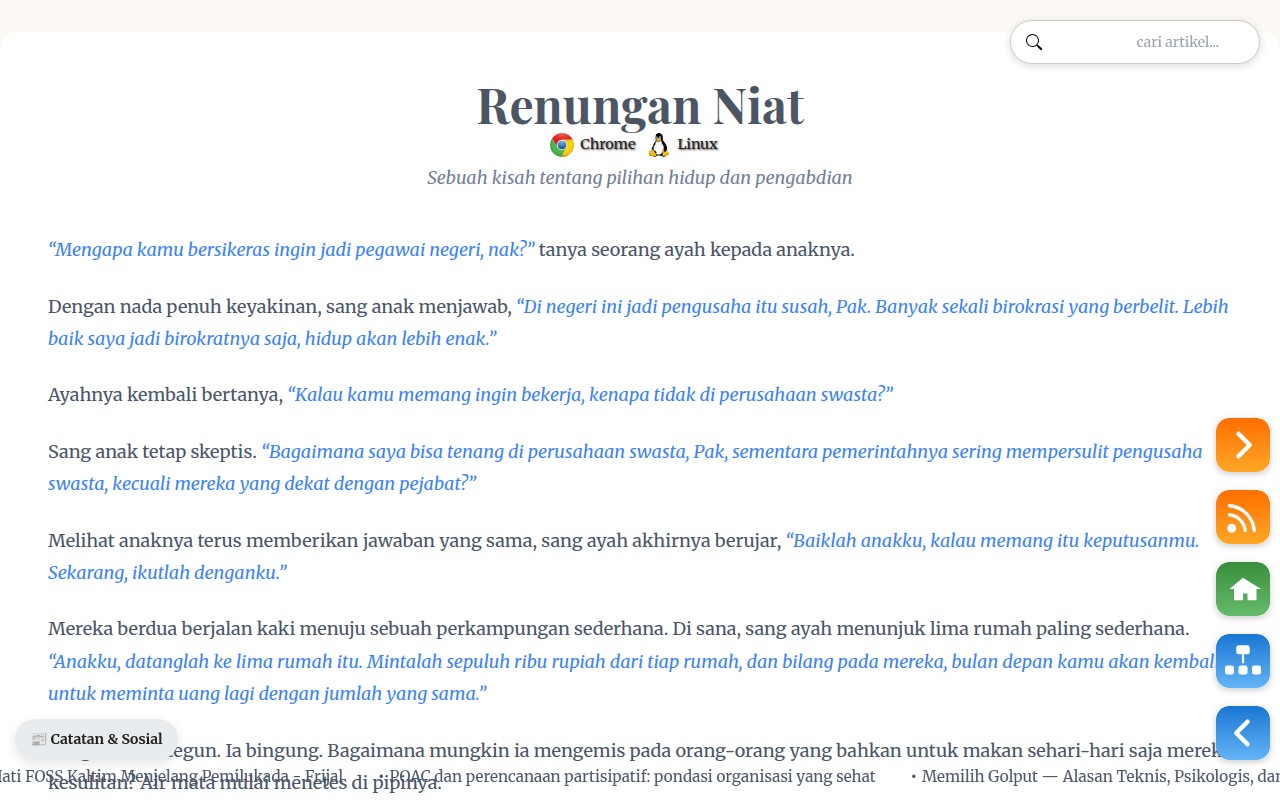 cari artikel...
Renungan Niat
Chrome Linux
Sebuah kisah tentang pilihan hidup dan pengabdian
“Mengapa kamu bersikeras ingin jadi pegawai negeri, nak?” tanya seorang ayah kepada anaknya.
Dengan nada penuh keyakinan, sang anak menjawab, “Di negeri ini jadi pengusaha itu susah, Pak. Banyak sekali birokrasi yang berbelit. Lebih
baik saya jadi birokratnya saja, hidup akan lebih enak.”
Ayahnya kembali bertanya, “Kalau kamu memang ingin bekerja, kenapa tidak di perusahaan swasta?”
Sang anak tetap skeptis. “Bagaimana saya bisa tenang di perusahaan swasta, Pak, sementara pemerintahnya sering mempersulit pengusaha
swasta, kecuali mereka yang dekat dengan pejabat?”
Melihat anaknya terus memberikan jawaban yang sama, sang ayah akhirnya berujar, “Baiklah anakku, kalau memang itu keputusanmu.
Sekarang, ikutlah denganku.”
Mereka berdua berjalan kaki menuju sebuah perkampungan sederhana. Di sana, sang ayah menunjuk lima rumah paling sederhana.
“Anakku, datanglah ke lima rumah itu. Mintalah sepuluh ribu rupiah dari tiap rumah, dan bilang pada mereka, bulan depan kamu akan kembali
untuk meminta uang lagi dengan jumlah yang sama.”
Catatan & Sosial
Ia bingung. Bagaimana mungkin ia mengemis pada orang-orang yang bahkan untuk makan sehari-hari saja
kesulitan? Air mata mulai menetes di pipinya.
FOSS Kaltim Menjelang Pemilukada – Frijal • POAC dan perencanaan partisipatif: pondasi organisasi yang sehat • Memilih Golput — Alasan Teknis, Psikologis,